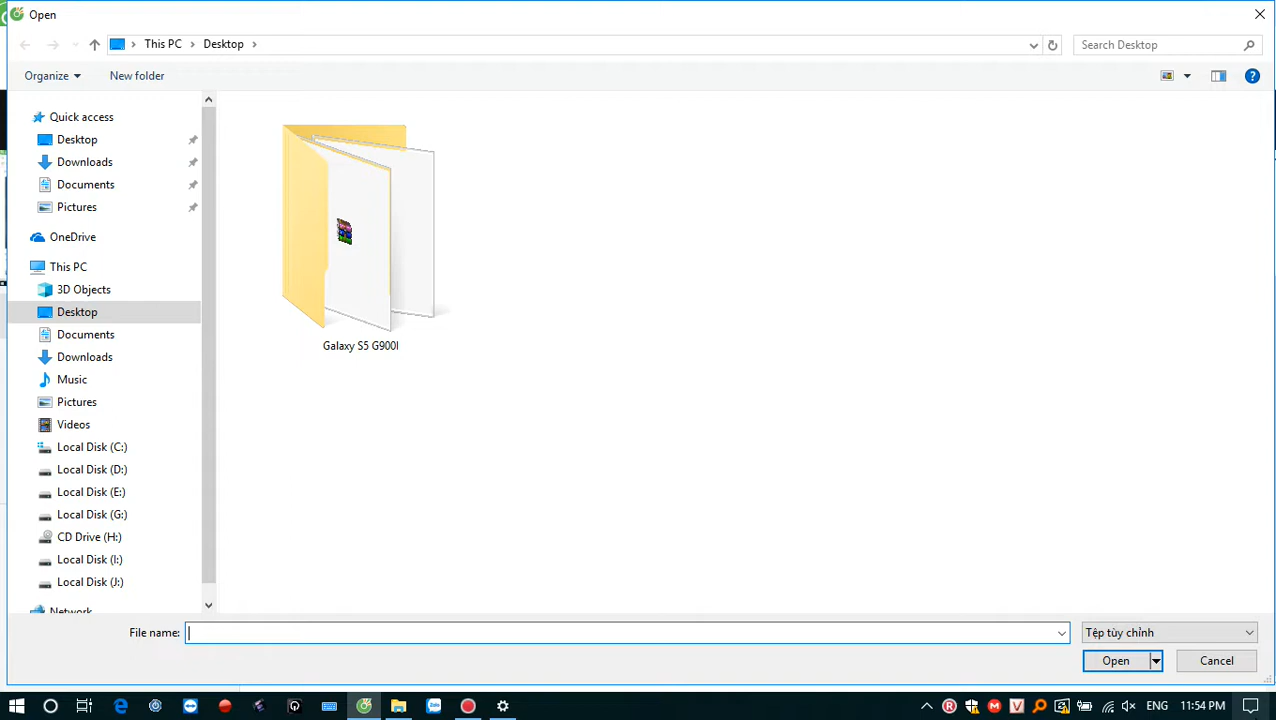 Open
This PC
Desktop
Search Desktop
Organize
New folder
Quick access
Desktop
Downloads
Documents
Pictures
OneDrive
This PC
3D Objects
Desktop
Documents
Downloads
Music
Pictures
Videos
Local Disk (C:)
Local Disk (D:)
Local Disk (E:)
Local Disk (G:)
CD Drive (H:)
Local Disk (I:)
Local Disk (J:)
Network
Galaxy S5 G900I
File name:
Tệp tùy chỉnh
Open
Cancel
ENG
11:54 PM